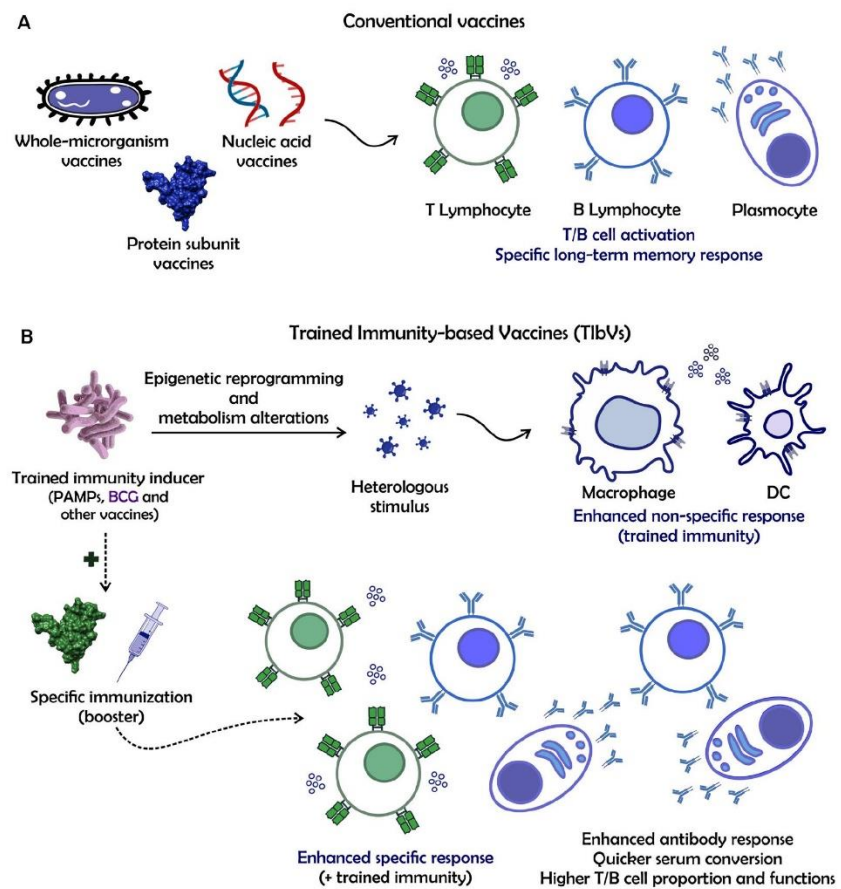 A
Conventional vaccines
Whole-microrganism
vaccines
Nucleic acid
vaccines
Protein subunit
vaccines
T Lymphocyte
B Lymphocyte
Plasmocyte
T/B cell activation
Specific long-term memory response
B
Trained Immunity-based Vaccines (TIbVs)
Epigenetic reprogramming
and
metabolism alterations
Trained immunity inducer
(PAMPs, BCG and
other vaccines)
Heterologous
stimulus
Macrophage
DC
Enhanced non-specific response
(trained immunity)
+
Specific immunization
(booster)
Enhanced specific response
(+ trained immunity)
Enhanced antibody response
Quicker serum conversion
Higher T/B cell proportion and functions